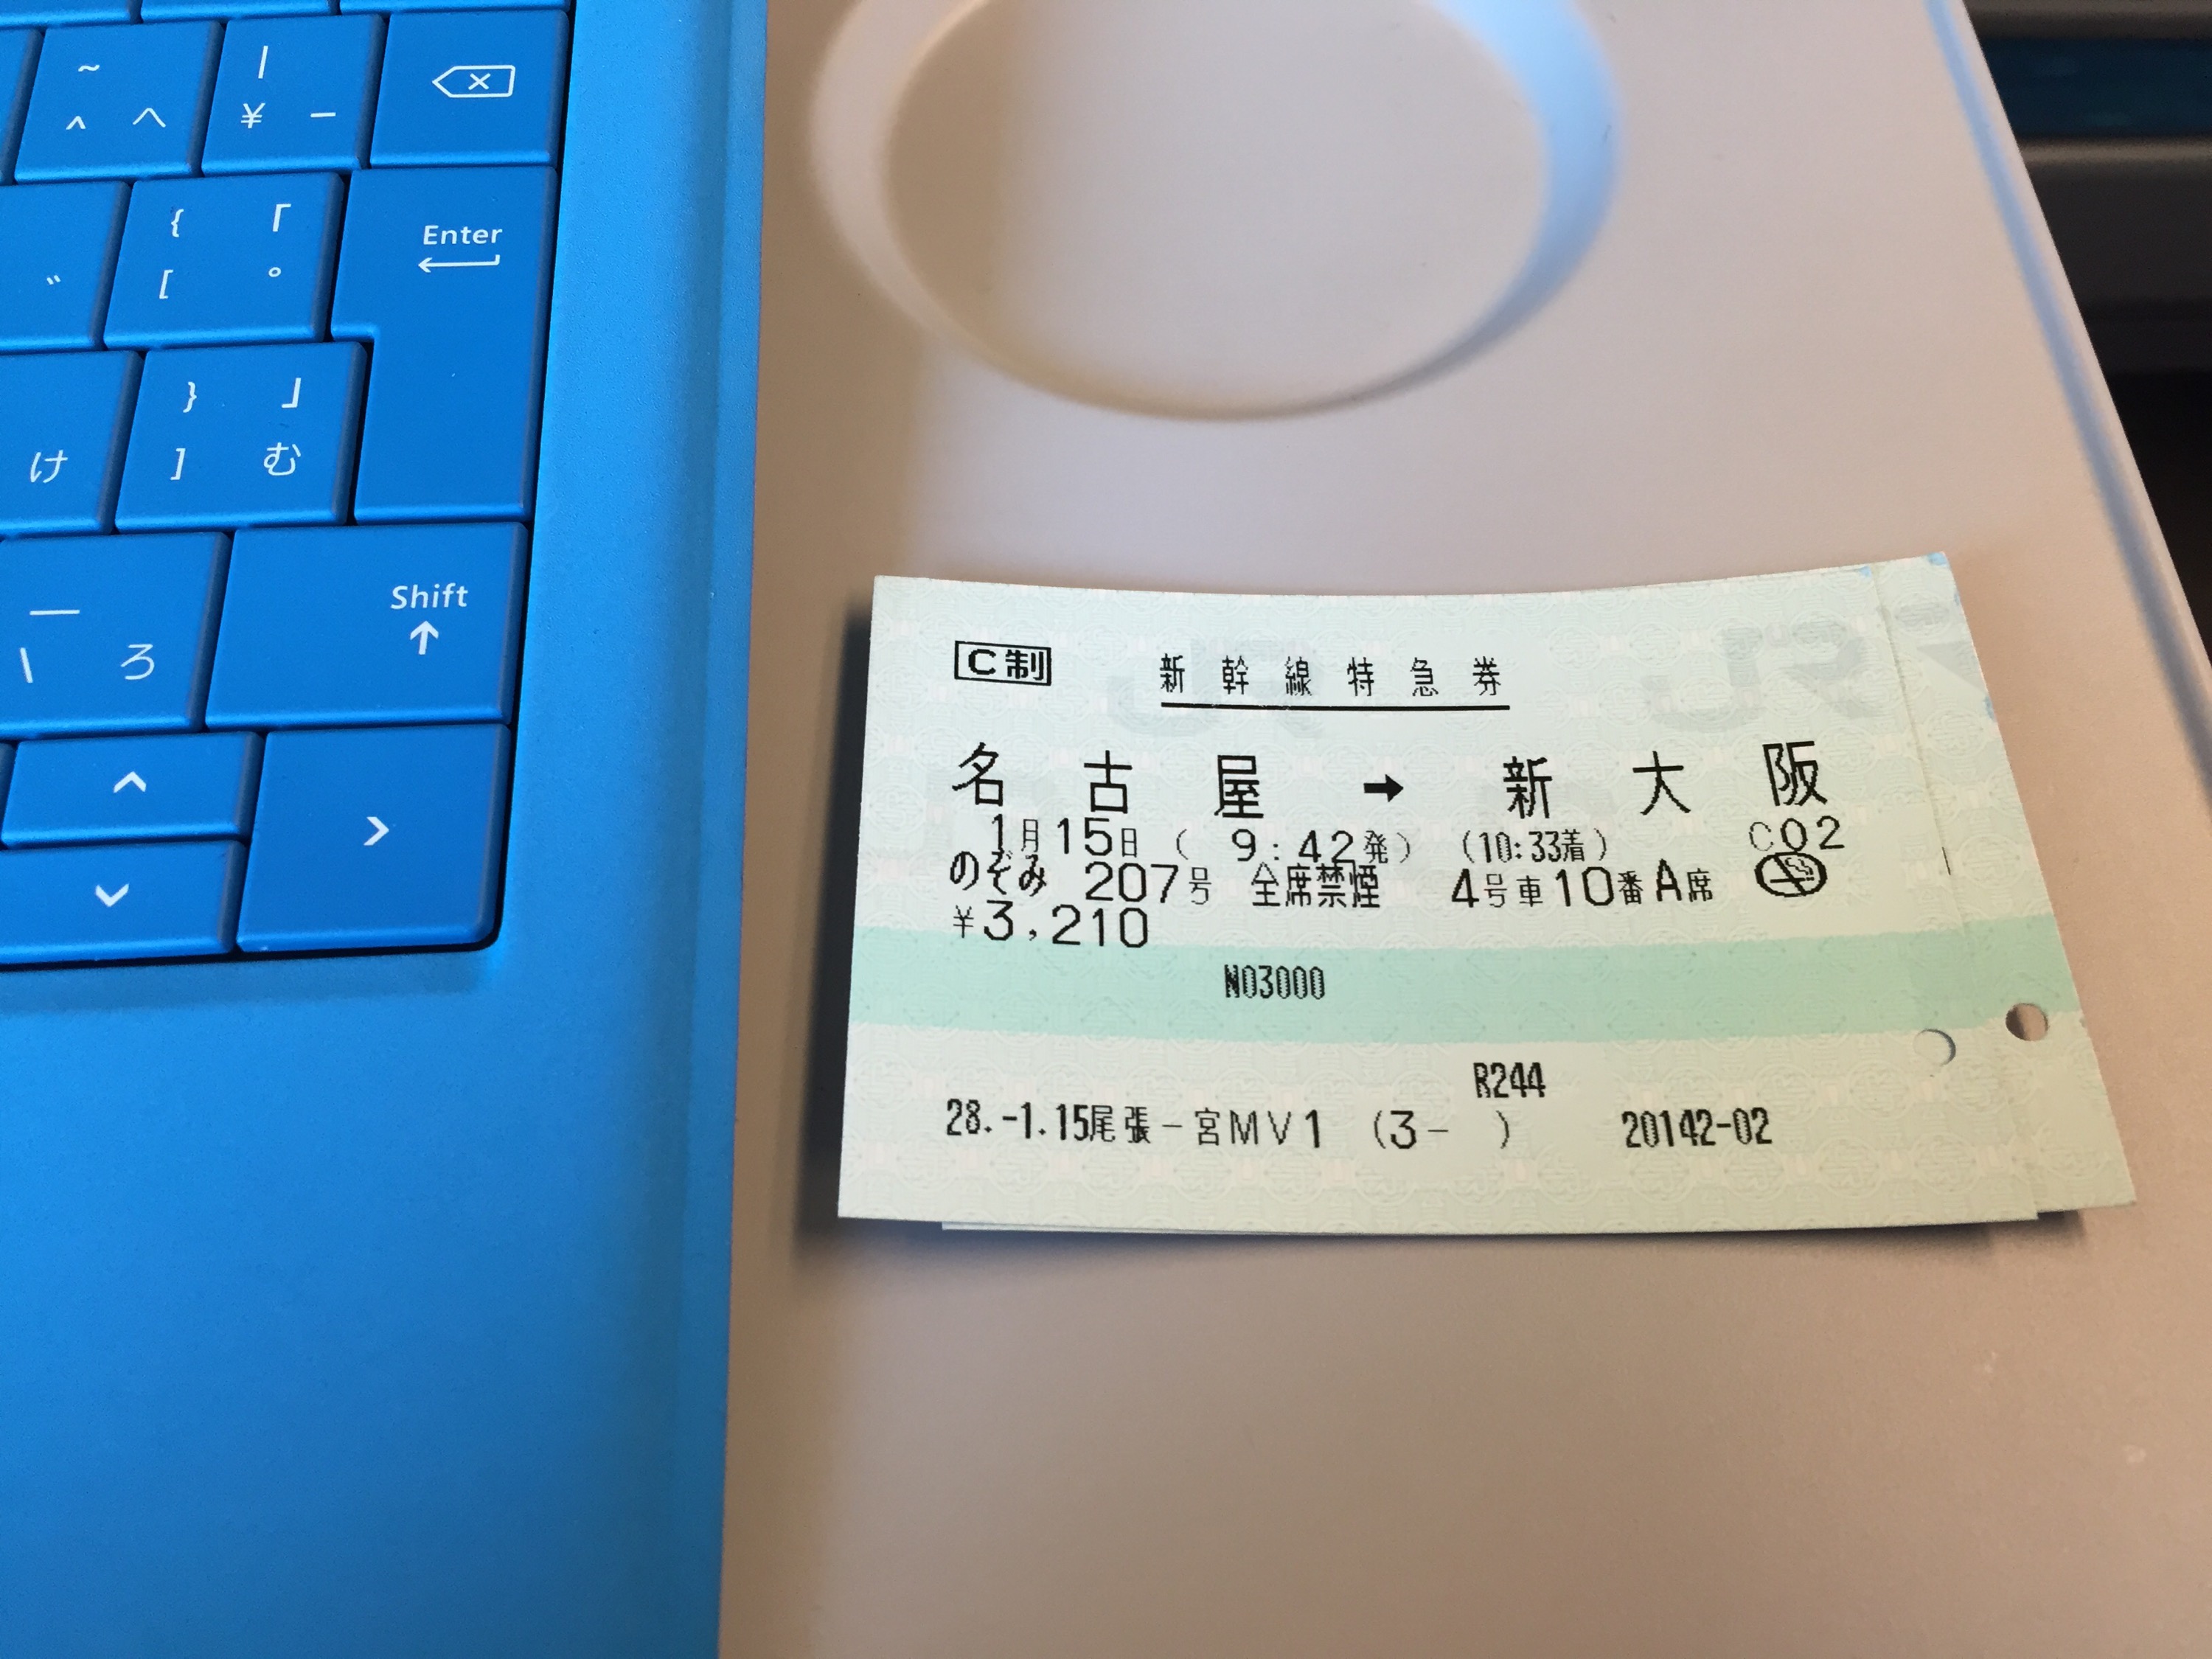 ~
^ へ
|
¥ ー
{ 「
[ °
Enter
} 」
] む
け
Shift
_
\ ろ
C制 新幹線特急券
名古屋 → 新大阪
1月15日 ( 9:42発) (10:33着) C02
のぞみ 207号 全席禁煙 4号車10番A席
¥3,210
N03000
R244
28.-1.15尾張一宮MV1 (3- ) 20142-02